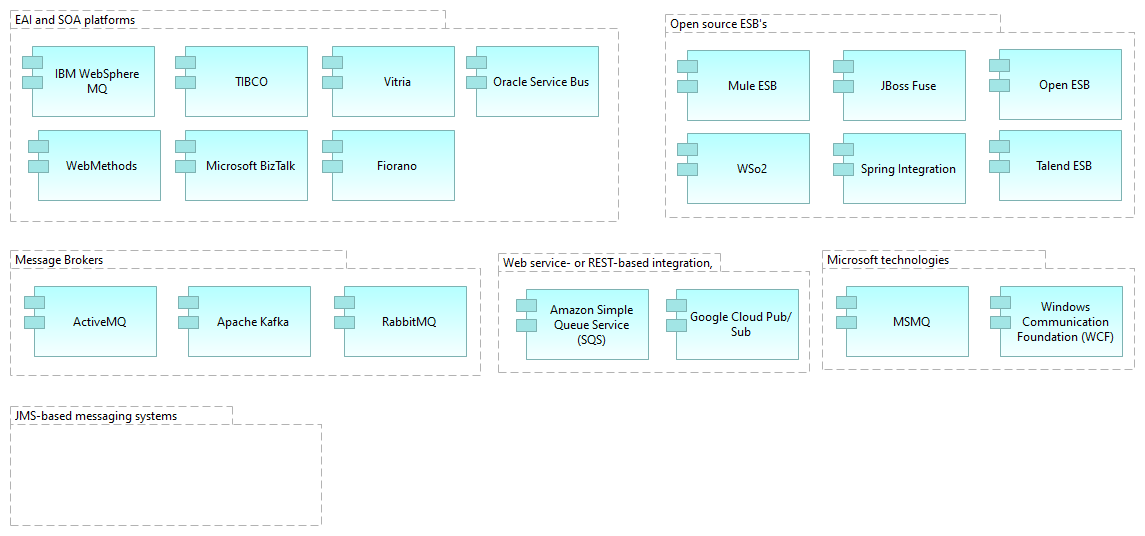 EAI and SOA platforms
IBM WebSphere
MQ
TIBCO
Vitria
Oracle Service Bus
WebMethods
Microsoft BizTalk
Fiorano
Open source ESB's
Mule ESB
JBoss Fuse
Open ESB
WSo2
Spring Integration
Talend ESB
Message Brokers
ActiveMQ
Apache Kafka
RabbitMQ
Web service- or REST-based integration,
Amazon Simple
Queue Service
(SQS)
Google Cloud Pub/
Sub
Microsoft technologies
MSMQ
Windows
Communication
Foundation (WCF)
JMS-based messaging systems